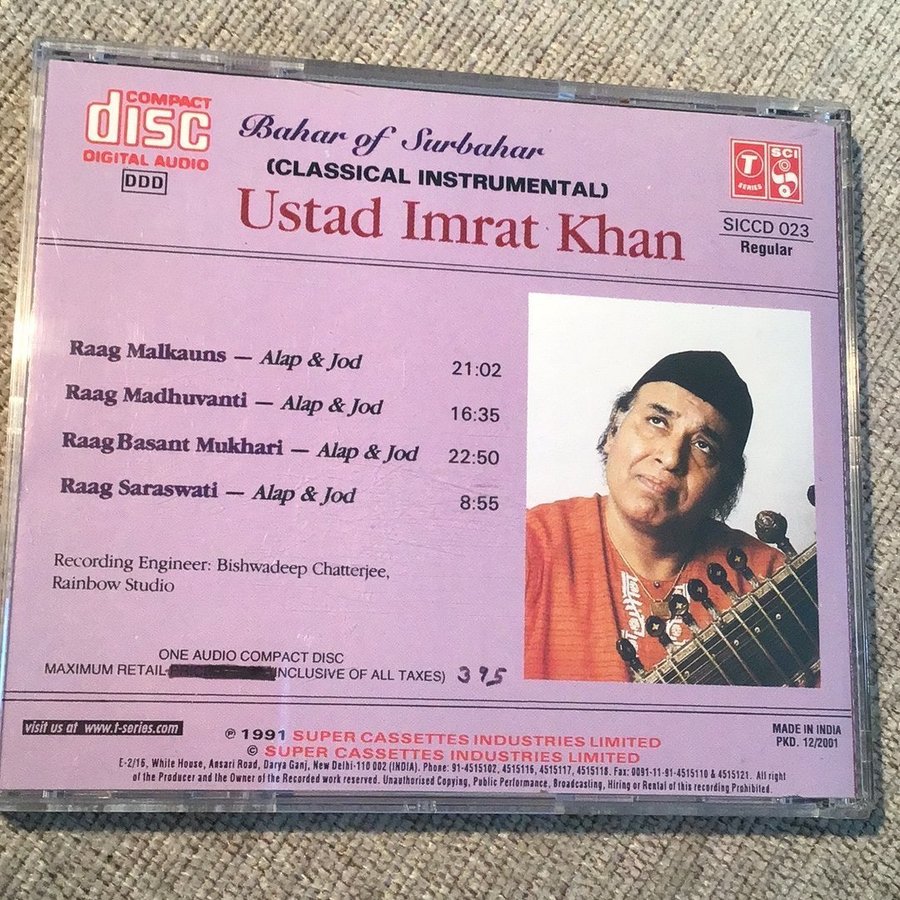 COMPACT
disc
DIGITAL AUDIO
DDD
Bahar of Surbahar
(CLASSICAL INSTRUMENTAL)
Ustad Imrat Khan
T
SERIES
SCI
SICCD 023
Regular
Raag Malkauns — Alap & Jod 21:02
Raag Madhuvanti — Alap & Jod 16:35
Raag Basant Mukhari — Alap & Jod 22:50
Raag Saraswati — Alap & Jod 8:55
Recording Engineer: Bishwadeep Chatterjee,
Rainbow Studio
ONE AUDIO COMPACT DISC
MAXIMUM RETAIL INCLUSIVE OF ALL TAXES) 395
visit us at www.t-series.com
℗ 1991 SUPER CASSETTES INDUSTRIES LIMITED
© SUPER CASSETTES INDUSTRIES LIMITED
MADE IN INDIA
PKD. 12/2001
E-2/16, White House, Ansari Road, Darya Ganj, New Delhi-110 002 (INDIA). Phone: 91-4515102, 4515116, 4515117, 4515118. Fax: 0091-11-91-4515110 & 4515121. All right
of the Producer and the Owner of the Recorded work reserved. Unauthorised Copying, Public Performance, Broadcasting, Hiring or Rental of this recording Prohibited.